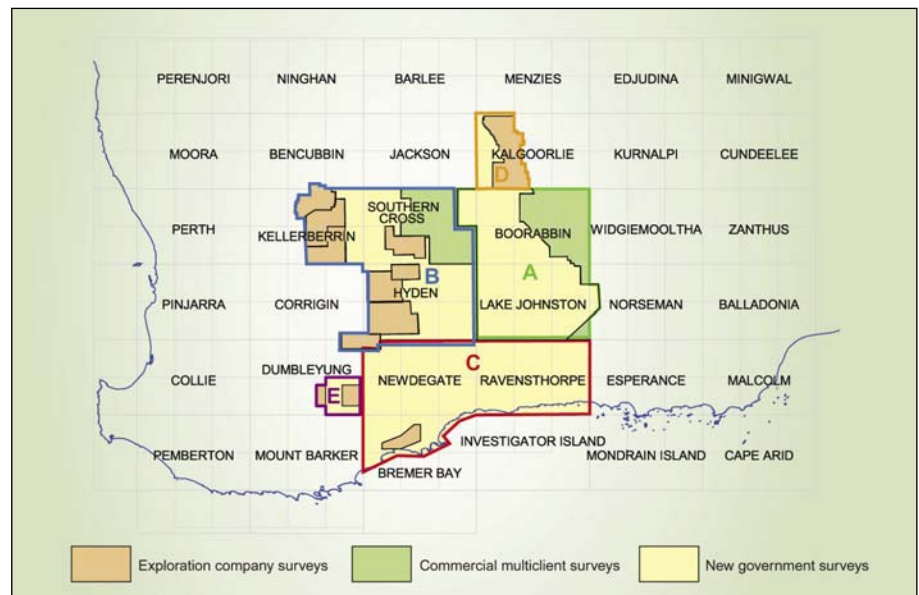 PERENJORI NINGHAN BARLEE MENZIES EDJUDINA MINIGWAL
MOORA BENCUBBIN JACKSON KALGOORLIE KURNALPI CUNDEELEE
D
PERTH KELLERBERRIN SOUTHERN CROSS BOORABBIN WIDGIEMOOLTHA ZANTHUS
B A
PINJARRA CORRIGIN HYDEN LAKE JOHNSTON NORSEMAN BALLADONIA
C
COLLIE DUMBLEYUNG NEWDEGATE RAVENSTHORPE ESPERANCE MALCOLM
E
PEMBERTON MOUNT BARKER BREMER BAY INVESTIGATOR ISLAND MONDRAIN ISLAND CAPE ARID
Exploration company surveys Commercial multiclient surveys New government surveys